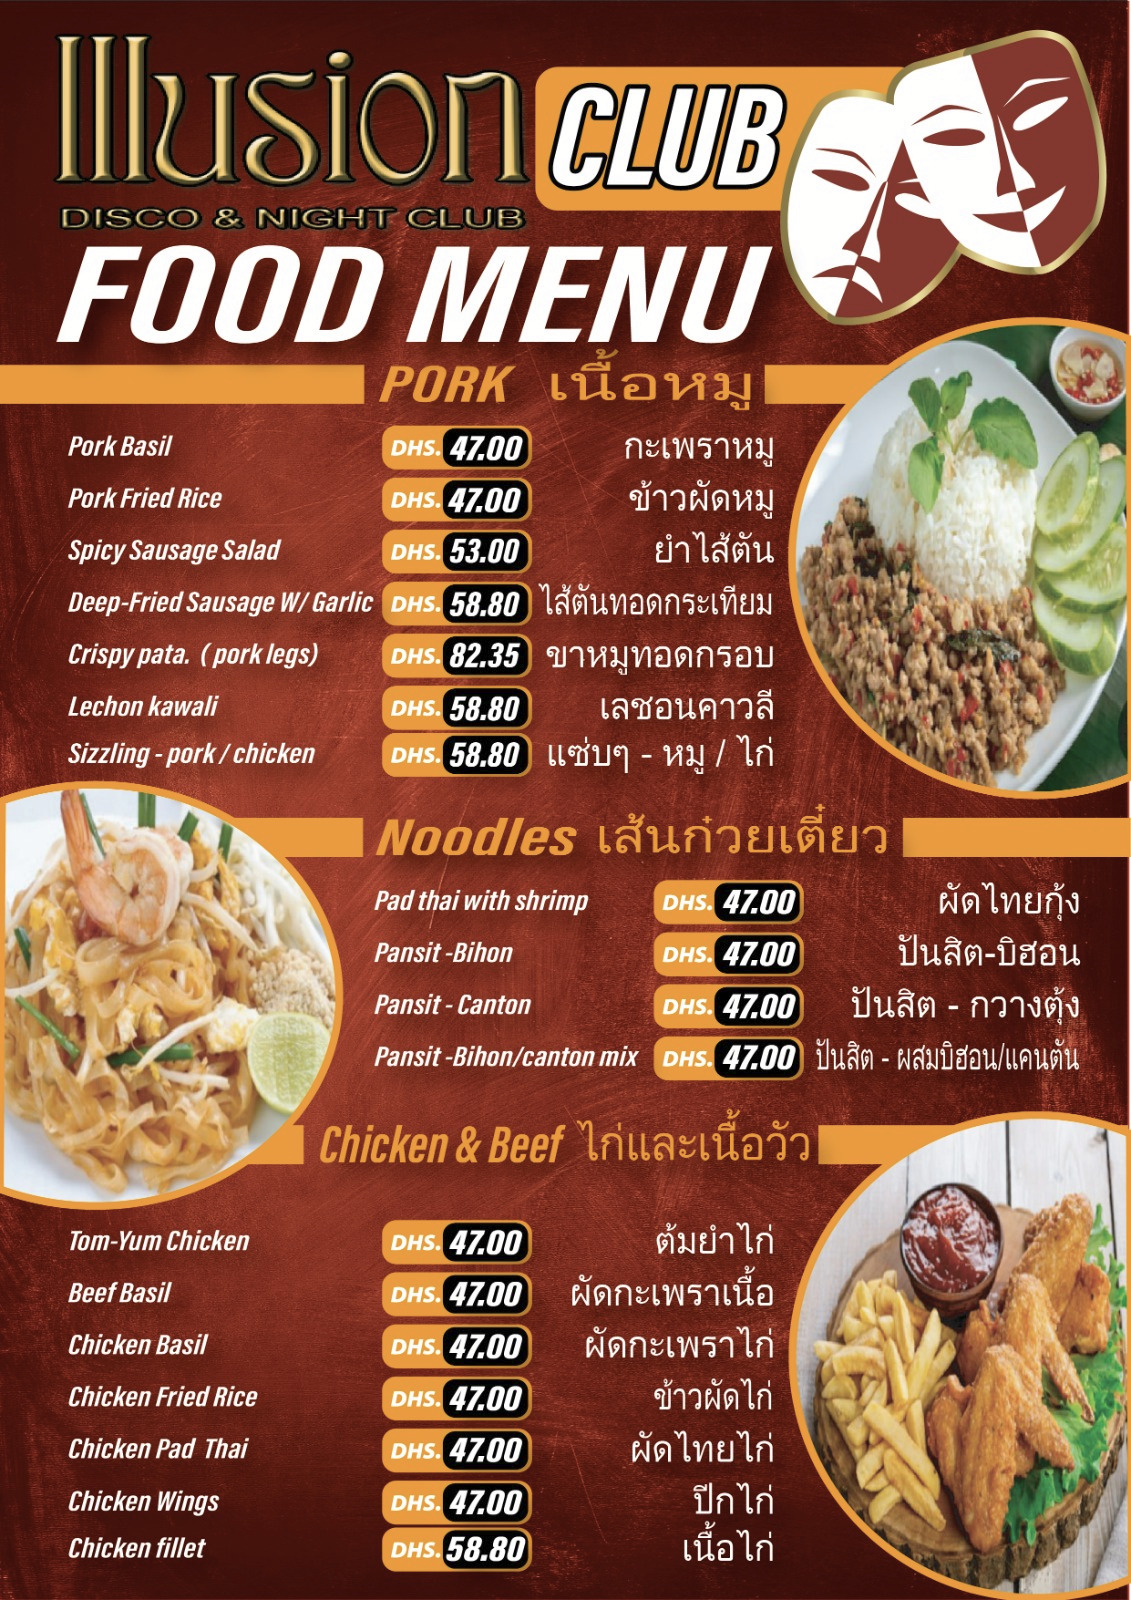 Illusion CLUB
DISCO & NIGHT CLUB
FOOD MENU
PORK เนื้อหมู
Pork Basil DHS. 47.00 กะเพราหมู
Pork Fried Rice DHS. 47.00 ข้าวผัดหมู
Spicy Sausage Salad DHS. 53.00 ยำไส้ตัน
Deep-Fried Sausage W/ Garlic DHS. 58.80 ไส้ตันทอดกระเทียม
Crispy pata. ( pork legs) DHS. 82.35 ขาหมูทอดกรอบ
Lechon kawali DHS. 58.80 เลชอนคาวลี
Sizzling - pork / chicken DHS. 58.80 แซ่บๆ - หมู / ไก่
Noodles เส้นก๋วยเตี๋ยว
Pad thai with shrimp DHS. 47.00 ผัดไทยกุ้ง
Pansit -Bihon DHS. 47.00 ปันสิต-บิฮอน
Pansit - Canton DHS. 47.00 ปันสิต - กวางตุ้ง
Pansit -Bihon/canton mix DHS. 47.00 ปันสิต - ผสมบิฮอน/แคนตัน
Chicken & Beef ไก่และเนื้อวัว
Tom-Yum Chicken DHS. 47.00 ต้มยำไก่
Beef Basil DHS. 47.00 ผัดกะเพราเนื้อ
Chicken Basil DHS. 47.00 ผัดกะเพราไก่
Chicken Fried Rice DHS. 47.00 ข้าวผัดไก่
Chicken Pad Thai DHS. 47.00 ผัดไทยไก่
Chicken Wings DHS. 47.00 ปีกไก่
Chicken fillet DHS. 58.80 เนื้อไก่